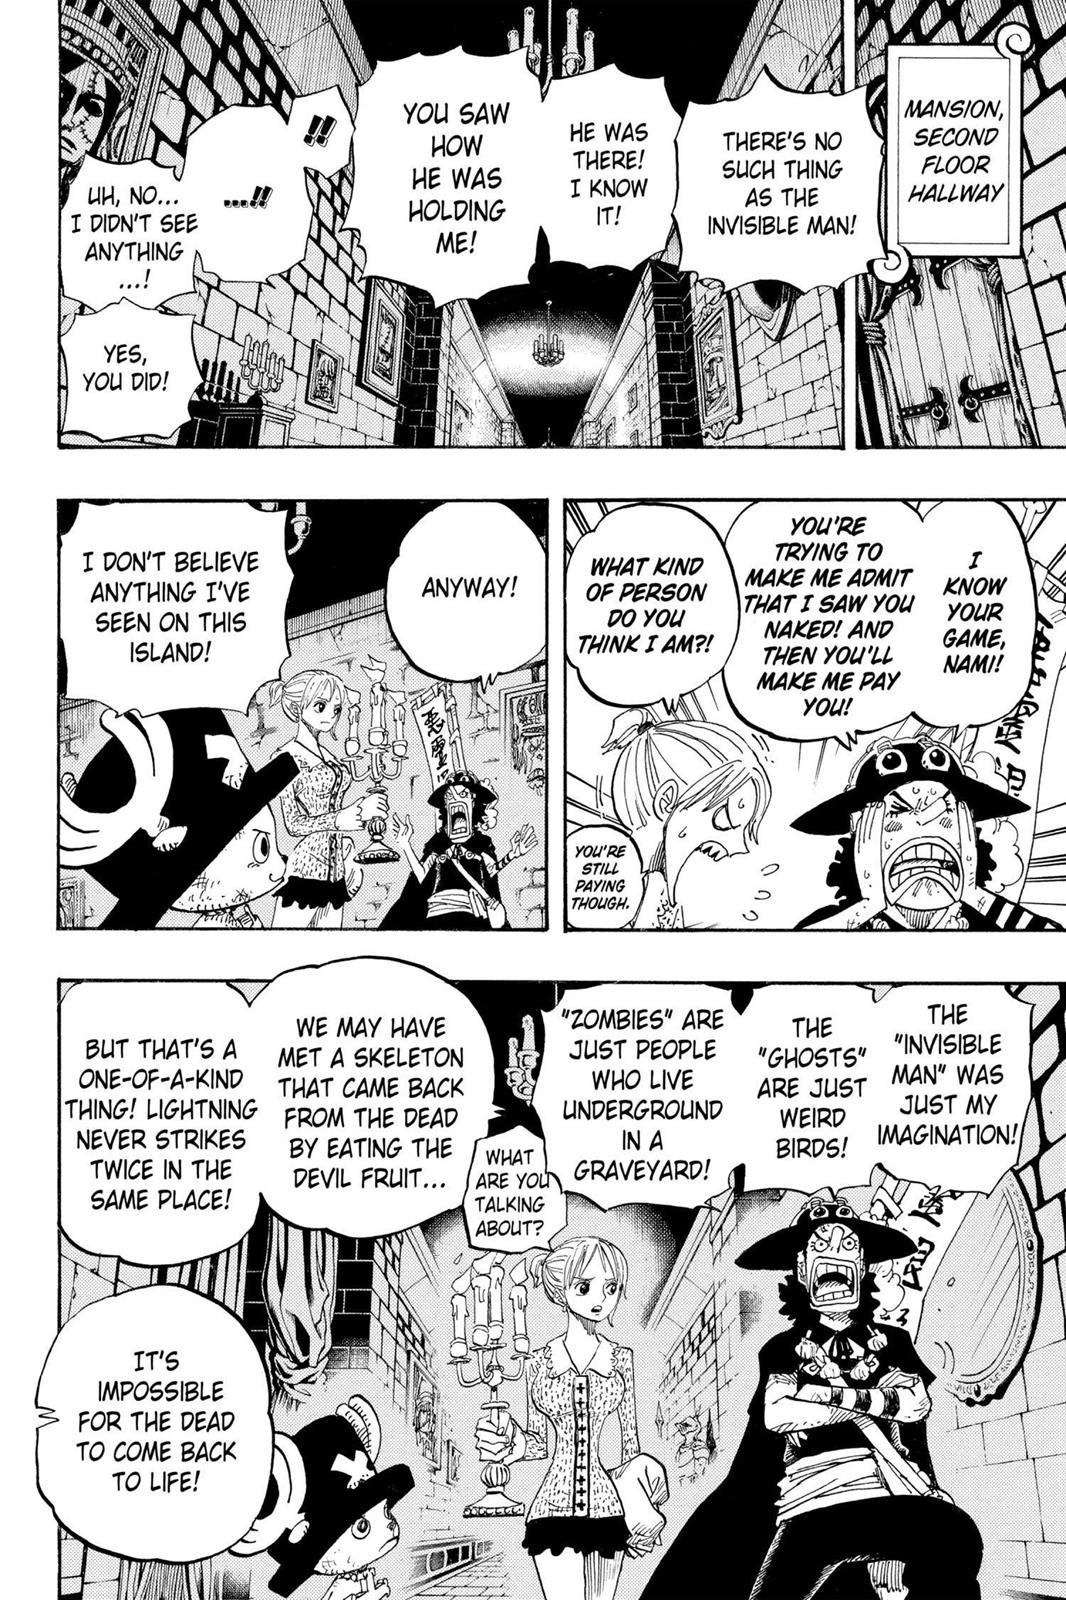 MANSION,
SECOND
FLOOR
HALLWAY
THERE'S NO
SUCH THING
AS THE
INVISIBLE MAN!
HE WAS
THERE!
I KNOW
IT!
YOU SAW
HOW
HE WAS
HOLDING
ME!
!!
...!!
UH, NO...
I DIDN'T SEE
ANYTHING
...!
YES,
YOU DID!
I
KNOW
YOUR
GAME,
NAMI!
YOU'RE
TRYING TO
MAKE ME ADMIT
THAT I SAW YOU
NAKED! AND
THEN YOU'LL
MAKE ME PAY
YOU!
WHAT KIND
OF PERSON
DO YOU
THINK I AM?!
YOU'RE
STILL
PAYING
THOUGH.
ANYWAY!
I DON'T BELIEVE
ANYTHING I'VE
SEEN ON THIS
ISLAND!
悪霊
THE
"INVISIBLE
MAN" WAS
JUST MY
IMAGINATION!
THE
"GHOSTS"
ARE JUST
WEIRD
BIRDS!
"ZOMBIES" ARE
JUST PEOPLE
WHO LIVE
UNDERGROUND
IN A
GRAVEYARD!
WHAT
ARE YOU
TALKING
ABOUT?
WE MAY HAVE
MET A SKELETON
THAT CAME BACK
FROM THE DEAD
BY EATING THE
DEVIL FRUIT...
BUT THAT'S A
ONE-OF-A-KIND
THING! LIGHTNING
NEVER STRIKES
TWICE IN THE
SAME PLACE!
IT'S
IMPOSSIBLE
FOR THE DEAD
TO COME BACK
TO LIFE!